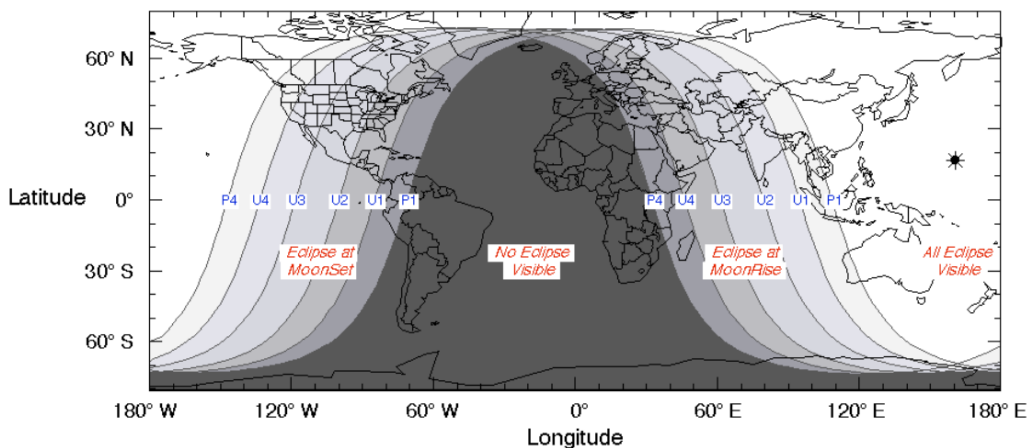 60° N
30° N
Latitude
0°
30° S
60° S
P4 U4 U3 U2 U1 P1 P4 U4 U3 U2 U1 P1
Eclipse at
MoonSet
No Eclipse
Visible
Eclipse at
MoonRise
All Eclipse
Visible
180° W 120° W 60° W 0° 60° E 120° E 180° E
Longitude